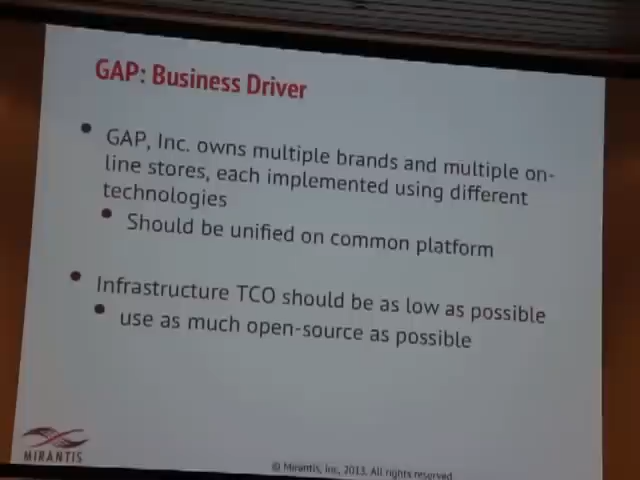 GAP: Business Driver
• GAP, Inc. owns multiple brands and multiple on-
line stores, each implemented using different
technologies
• Should be unified on common platform
• Infrastructure TCO should be as low as possible
• use as much open-source as possible
MIRANTIS
© Mirantis, Inc, 2013. All rights reserved.